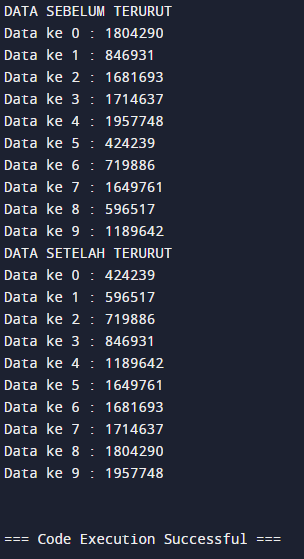 DATA SEBELUM TERURUT
Data ke 0 : 1804290
Data ke 1 : 846931
Data ke 2 : 1681693
Data ke 3 : 1714637
Data ke 4 : 1957748
Data ke 5 : 424239
Data ke 6 : 719886
Data ke 7 : 1649761
Data ke 8 : 596517
Data ke 9 : 1189642
DATA SETELAH TERURUT
Data ke 0 : 424239
Data ke 1 : 596517
Data ke 2 : 719886
Data ke 3 : 846931
Data ke 4 : 1189642
Data ke 5 : 1649761
Data ke 6 : 1681693
Data ke 7 : 1714637
Data ke 8 : 1804290
Data ke 9 : 1957748
=== Code Execution Successful ===